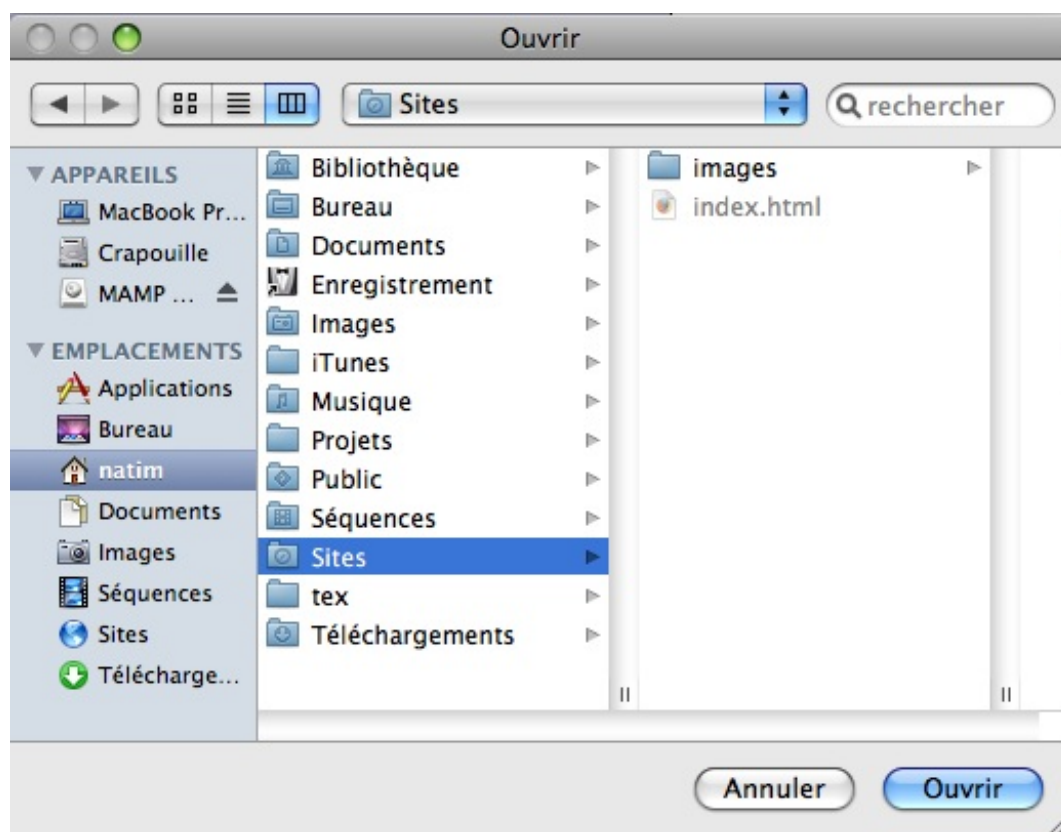 Ouvrir
Sites
rechercher
APPAREILS
MacBook Pr...
Crapouille
MAMP ...
EMPLACEMENTS
Applications
Bureau
natim
Documents
Images
Séquences
Sites
Télécharge...
Bibliothèque
Bureau
Documents
Enregistrement
Images
iTunes
Musique
Projets
Public
Séquences
Sites
tex
Téléchargements
images
index.html
Annuler
Ouvrir